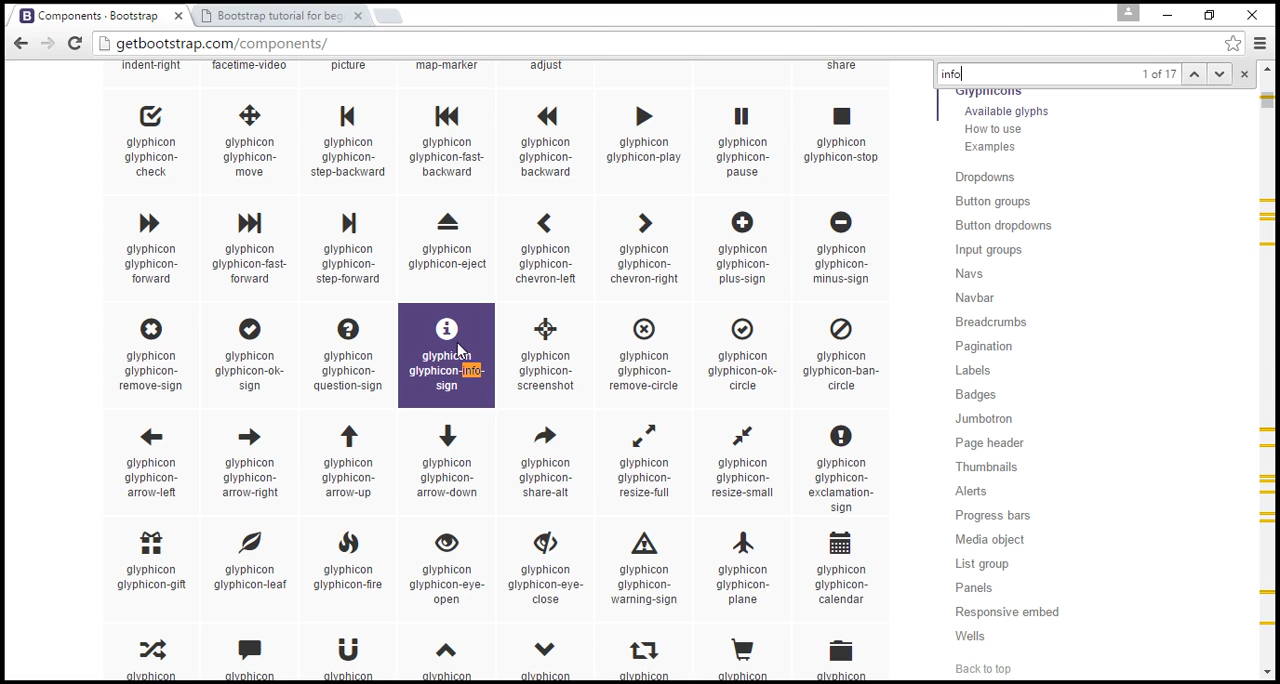 Components · Bootstrap
Bootstrap tutorial for beg
getbootstrap.com/components/
info
1 of 17
indent-right
facetime-video
picture
map-marker
adjust
share
glyphicon
glyphicon-
check
glyphicon
glyphicon-
move
glyphicon
glyphicon-
step-backward
glyphicon
glyphicon-fast-
backward
glyphicon
glyphicon-
backward
glyphicon
glyphicon-play
glyphicon
glyphicon-
pause
glyphicon
glyphicon-stop
glyphicon
glyphicon-
forward
glyphicon
glyphicon-fast-
forward
glyphicon
glyphicon-
step-forward
glyphicon
glyphicon-eject
glyphicon
glyphicon-
chevron-left
glyphicon
glyphicon-
chevron-right
glyphicon
glyphicon-
plus-sign
glyphicon
glyphicon-
minus-sign
glyphicon
glyphicon-
remove-sign
glyphicon
glyphicon-ok-
sign
glyphicon
glyphicon-
question-sign
glyphicon
glyphicon-info-
sign
glyphicon
glyphicon-
screenshot
glyphicon
glyphicon-
remove-circle
glyphicon
glyphicon-ok-
circle
glyphicon
glyphicon-ban-
circle
glyphicon
glyphicon-
arrow-left
glyphicon
glyphicon-
arrow-right
glyphicon
glyphicon-
arrow-up
glyphicon
glyphicon-
arrow-down
glyphicon
glyphicon-
share-alt
glyphicon
glyphicon-
resize-full
glyphicon
glyphicon-
resize-small
glyphicon
glyphicon-
exclamation-
sign
glyphicon
glyphicon-gift
glyphicon
glyphicon-leaf
glyphicon
glyphicon-fire
glyphicon
glyphicon-eye-
open
glyphicon
glyphicon-eye-
close
glyphicon
glyphicon-
warning-sign
glyphicon
glyphicon-
plane
glyphicon
glyphicon-
calendar
glyphicon
glyphicon
glyphicon
glyphicon
glyphicon
glyphicon
glyphicon
glyphicon
Glyphicons
Available glyphs
How to use
Examples
Dropdowns
Button groups
Button dropdowns
Input groups
Navs
Navbar
Breadcrumbs
Pagination
Labels
Badges
Jumbotron
Page header
Thumbnails
Alerts
Progress bars
Media object
List group
Panels
Responsive embed
Wells
Back to top